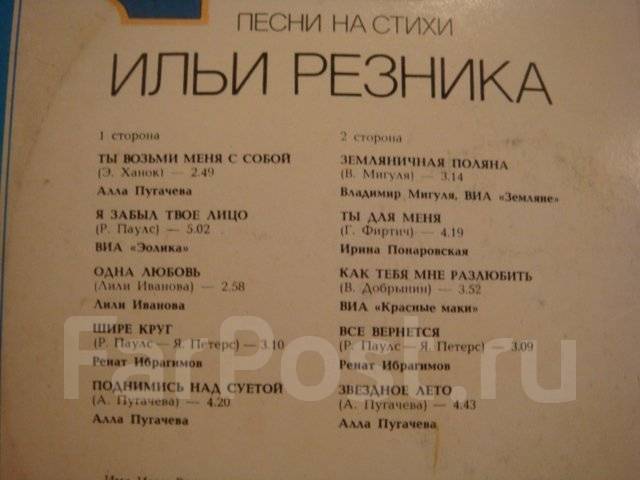 ПЕСНИ НА СТИХИ
ИЛЬИ РЕЗНИКА
1 сторона
ТЫ ВОЗЬМИ МЕНЯ С СОБОЙ
(Э. Ханок) — 2.49
Алла Пугачева
Я ЗАБЫЛ ТВОЕ ЛИЦО
(Р. Паулс) — 5.02
ВИА «Эолика»
ОДНА ЛЮБОВЬ
(Лили Иванова) — 2.58
Лили Иванова
ШИРЕ КРУГ
(Р. Паулс — Я. Петерс) — 3.10
Ренат Ибрагимов
ПОДНИМИСЬ НАД СУЕТОЙ
(А. Пугачева) — 4.20
Алла Пугачева
2 сторона
ЗЕМЛЯНИЧНАЯ ПОЛЯНА
(В. Мигуля) — 3.14
Владимир Мигуля, ВИА «Земляне»
ТЫ ДЛЯ МЕНЯ
(Г. Фиртич) — 4.19
Ирина Понаровская
КАК ТЕБЯ МНЕ РАЗЛЮБИТЬ
(В. Добрынин) — 3.52
ВИА «Красные маки»
ВСЕ ВЕРНЕТСЯ
(Р. Паулс — Я. Петерс) — 3.09
Ренат Ибрагимов
ЗВЕЗДНОЕ ЛЕТО
(А. Пугачева) — 4.43
Алла Пугачева
FarPost.ru